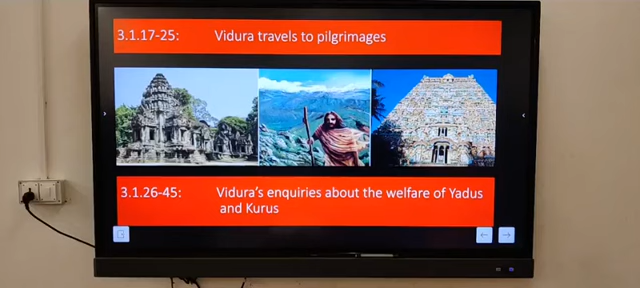 3.1.17-25: Vidura travels to pilgrimages
3.1.26-45: Vidura's enquiries about the welfare of Yadus
and Kurus